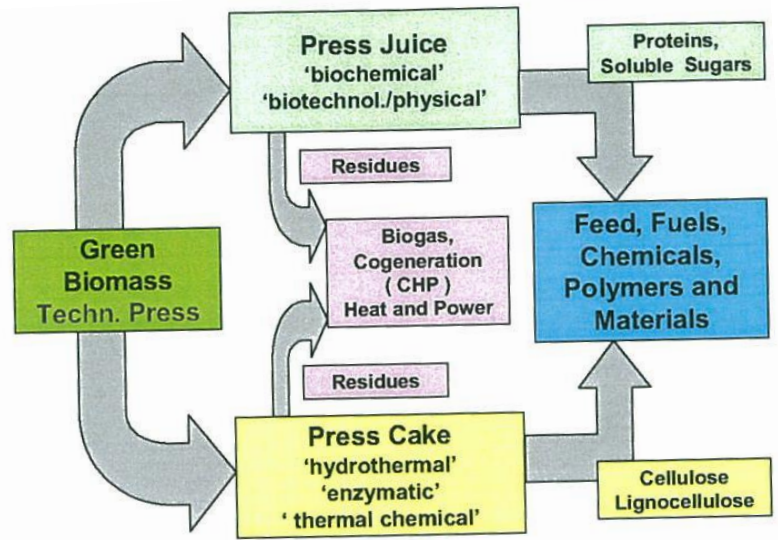 Press Juice
'biochemical'
'biotechnol./physical'
Proteins,
Soluble Sugars
Residues
Green
Biomass
Techn. Press
Biogas,
Cogeneration
( CHP )
Heat and Power
Feed, Fuels,
Chemicals,
Polymers and
Materials
Residues
Press Cake
'hydrothermal'
'enzymatic'
' thermal chemical'
Cellulose
Lignocellulose